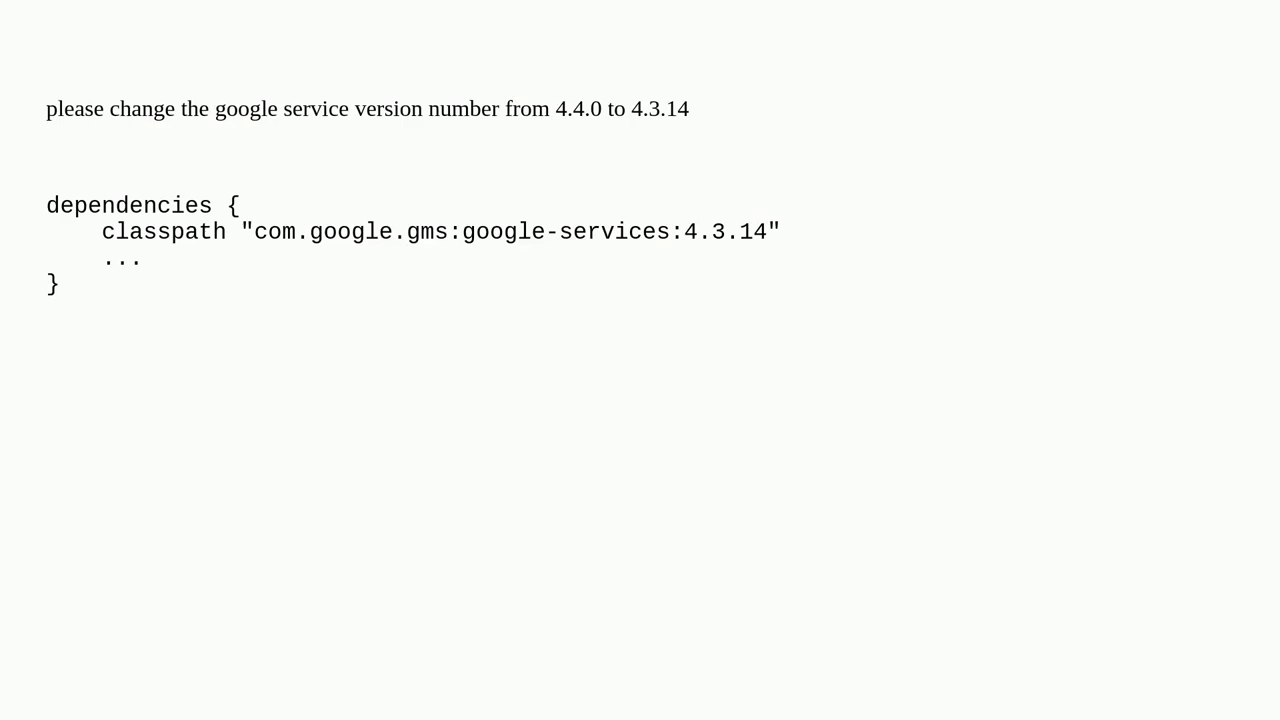 please change the google service version number from 4.4.0 to 4.3.14
dependencies {
    classpath "com.google.gms:google-services:4.3.14"
    ...
}